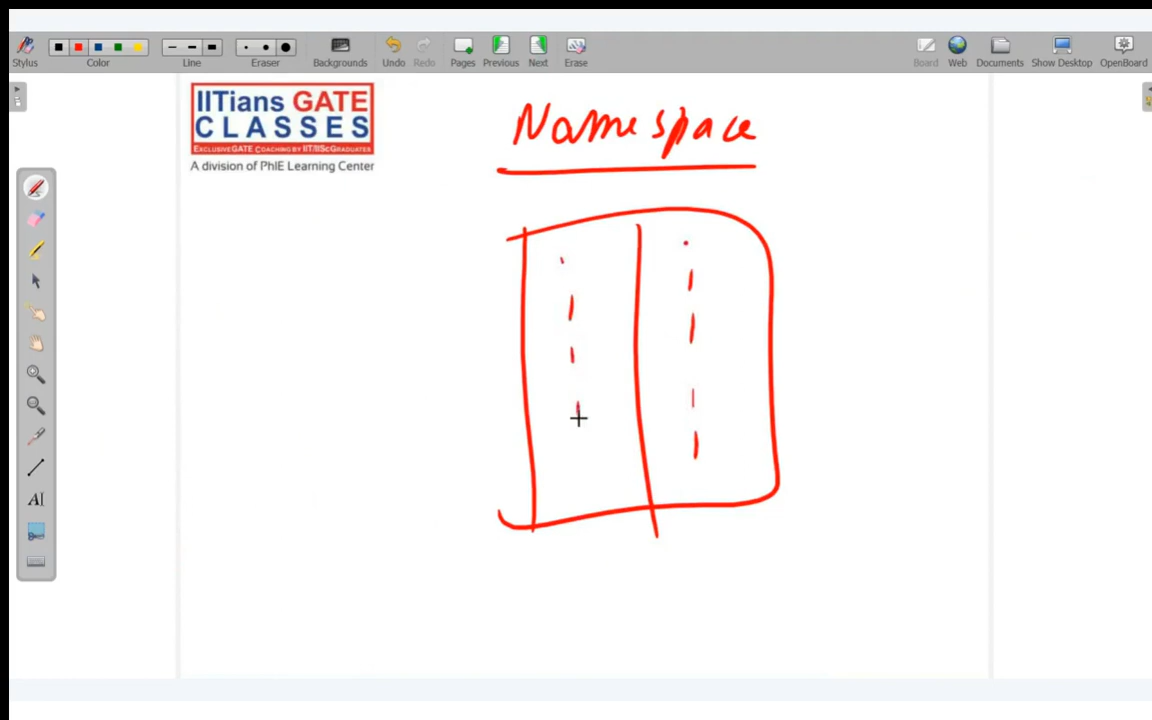 Stylus Color Line Eraser Backgrounds Undo Redo Pages Previous Next Erase Board Web Documents Show Desktop OpenBoard
IITians GATE
CLASSES
EXCLUSIVE GATE COACHING BY IIT/IISc GRADUATES
A division of PhIE Learning Center
Namespace
AI